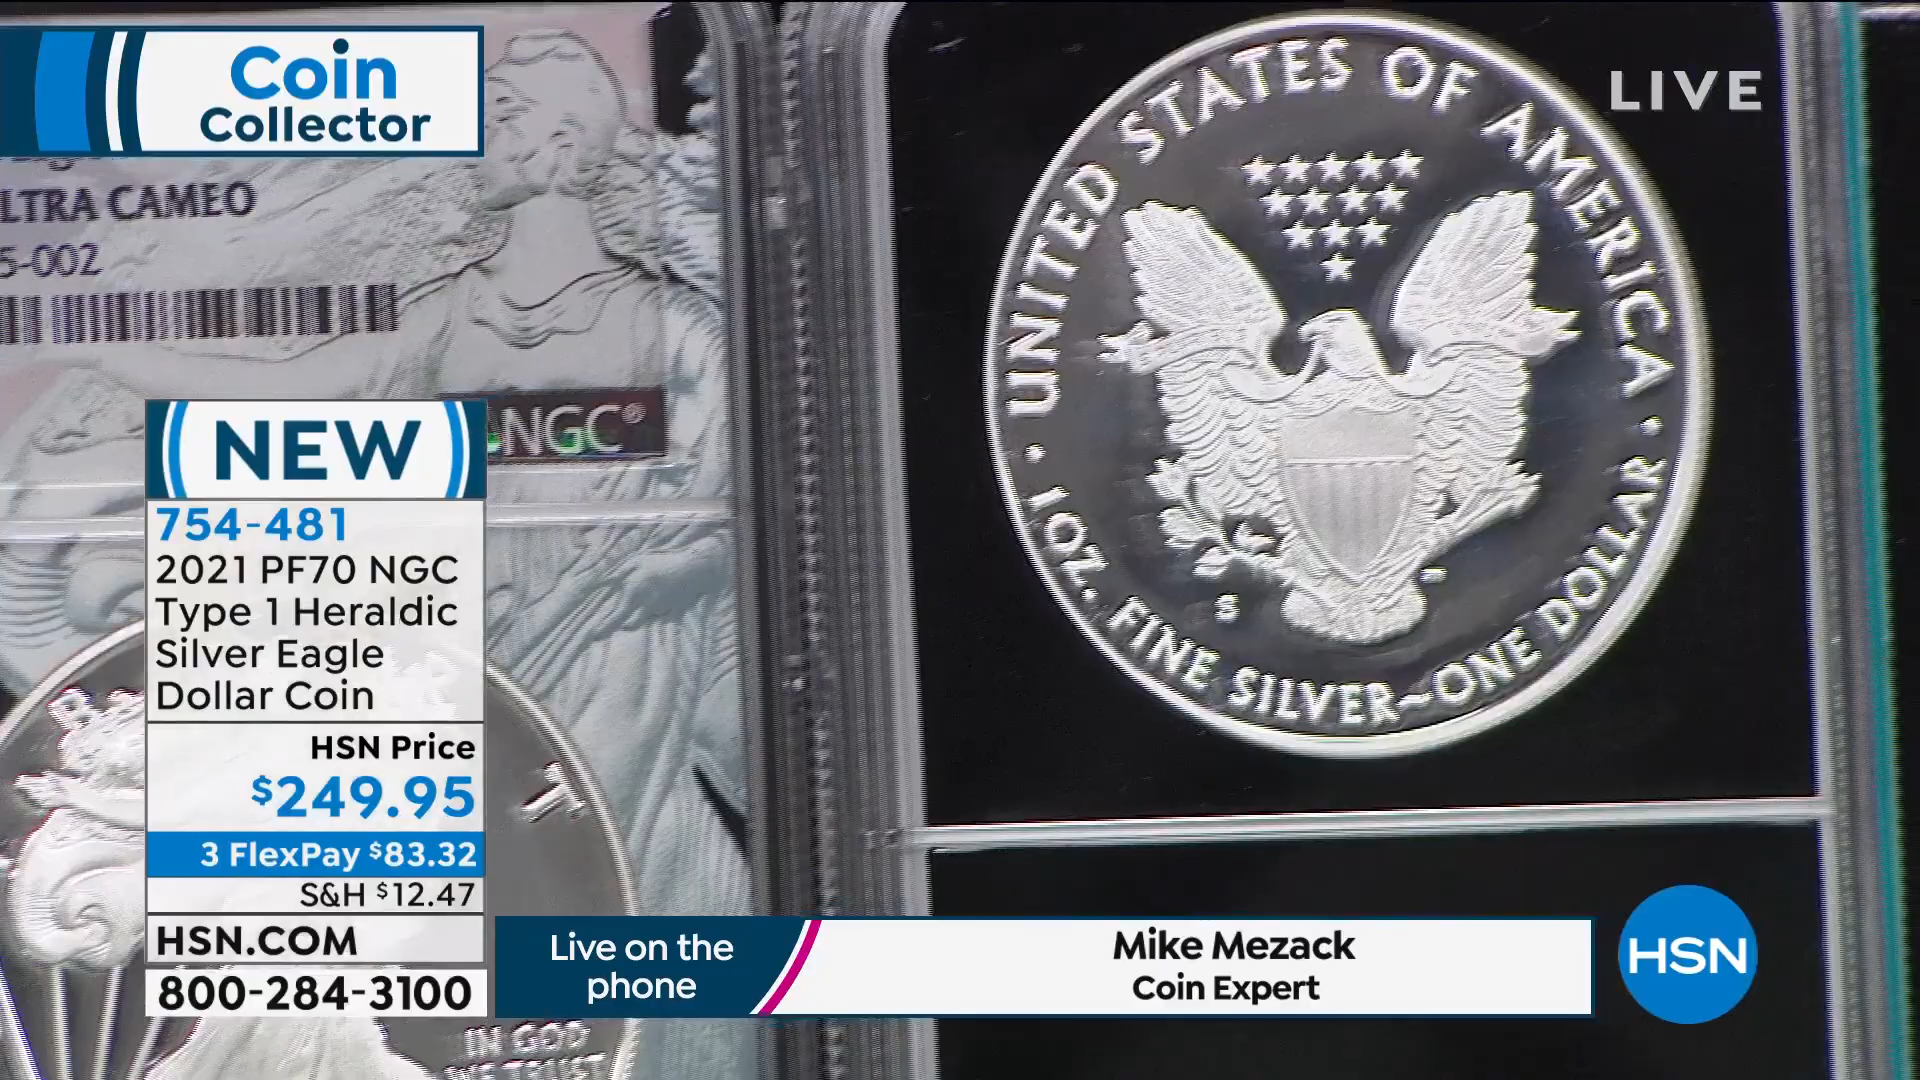 Coin
Collector
LTRA CAMEO
5-002
NGC®
NEW
754-481
2021 PF70 NGC
Type 1 Heraldic
Silver Eagle
Dollar Coin
HSN Price
$249.95
3 FlexPay $83.32
S&H $12.47
HSN.COM
800-284-3100
IN GOD
WE TRUST
UNITED STATES OF AMERICA
S
1 OZ. FINE SILVER~ONE DOLLAR
LIVE
Live on the
phone
Mike Mezack
Coin Expert
HSN